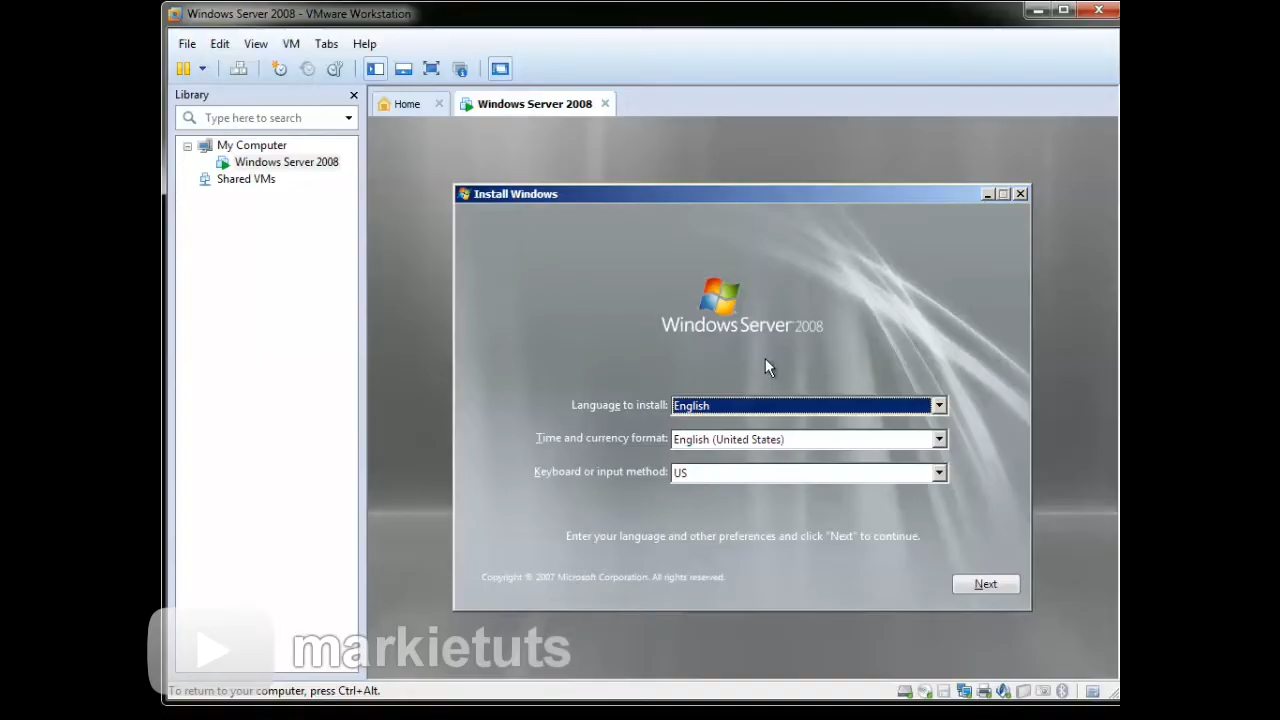 Windows Server 2008 - VMware Workstation
File Edit View VM Tabs Help
Library
Type here to search
My Computer
Windows Server 2008
Shared VMs
Home
Windows Server 2008
Install Windows
Windows Server 2008
Language to install: English
Time and currency format: English (United States)
Keyboard or input method: US
Enter your language and other preferences and click "Next" to continue.
Copyright © 2007 Microsoft Corporation. All rights reserved.
Next
markietuts
To return to your computer, press Ctrl+Alt.